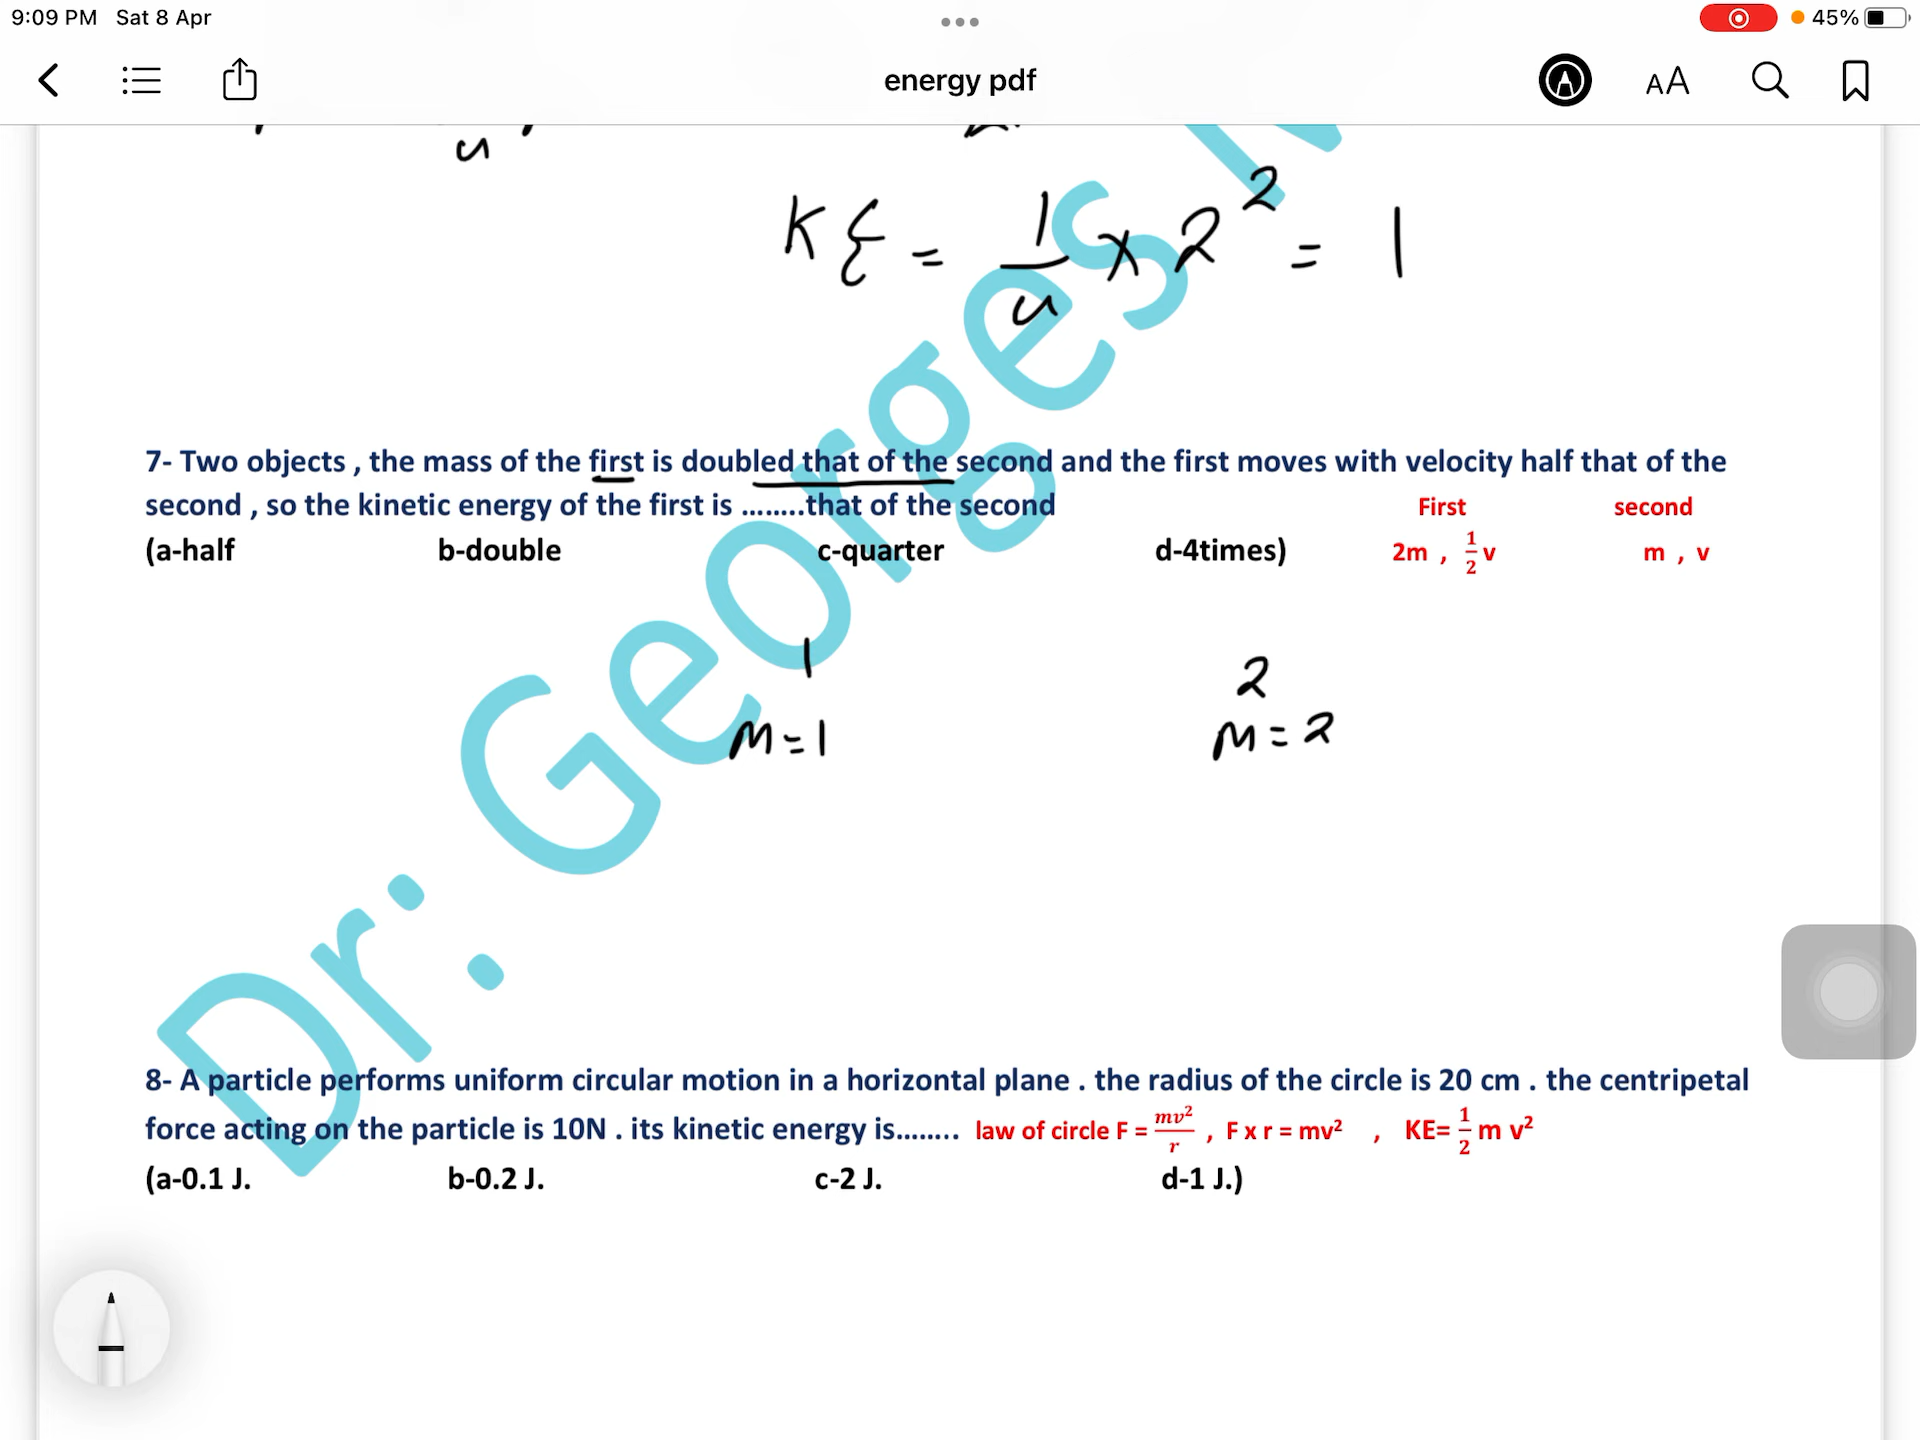 9:09 PM Sat 8 Apr
45%
energy pdf
AA
4
KE = 1/4 x 2² = 1
7- Two objects , the mass of the first is doubled that of the second and the first moves with velocity half that of the
second , so the kinetic energy of the first is ........that of the second
First second
(a-half b-double c-quarter d-4times) 2m , 1/2 v m , v
1 2
M=1 M=2
8- A particle performs uniform circular motion in a horizontal plane . the radius of the circle is 20 cm . the centripetal
force acting on the particle is 10N . its kinetic energy is........ law of circle F = mv²/r , F x r = mv² , KE= 1/2 m v²
(a-0.1 J. b-0.2 J. c-2 J. d-1 J.)
Dr: Georges